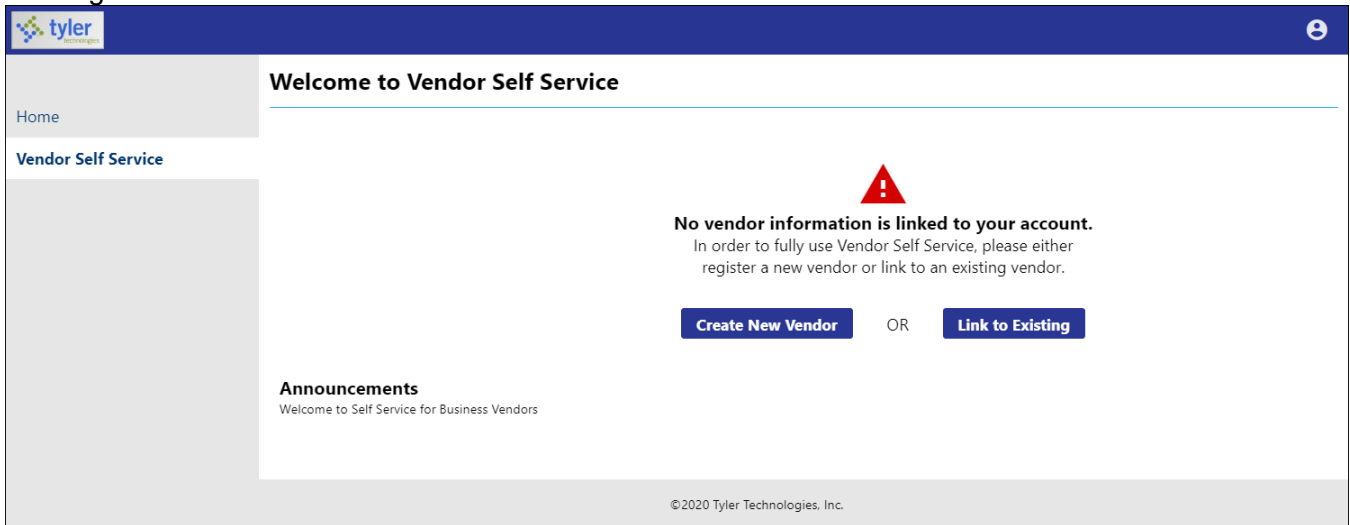 tyler
technologies
Welcome to Vendor Self Service
Home
Vendor Self Service
No vendor information is linked to your account.
In order to fully use Vendor Self Service, please either
register a new vendor or link to an existing vendor.
Create New Vendor OR Link to Existing
Announcements
Welcome to Self Service for Business Vendors
©2020 Tyler Technologies, Inc.